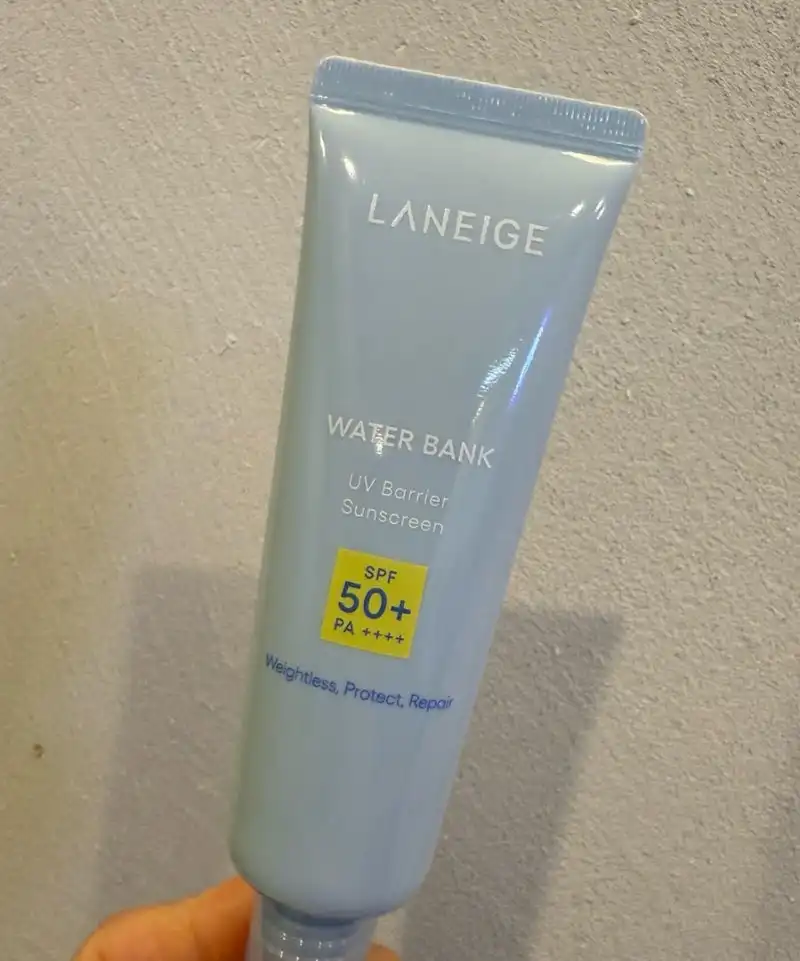 LANEIGE
WATER BANK
UV Barrier
Sunscreen
SPF
50+
PA ++++
Weightless, Protect, Repair